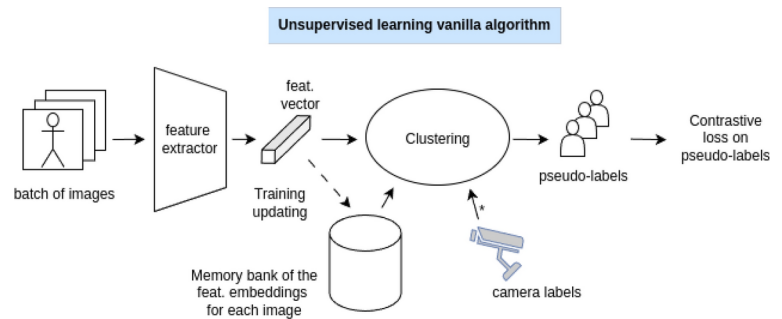 Unsupervised learning vanilla algorithm
batch of images
feature
extractor
feat.
vector
Training
updating
Memory bank of the
feat. embeddings
for each image
Clustering
*
camera labels
pseudo-labels
Contrastive
loss on
pseudo-labels